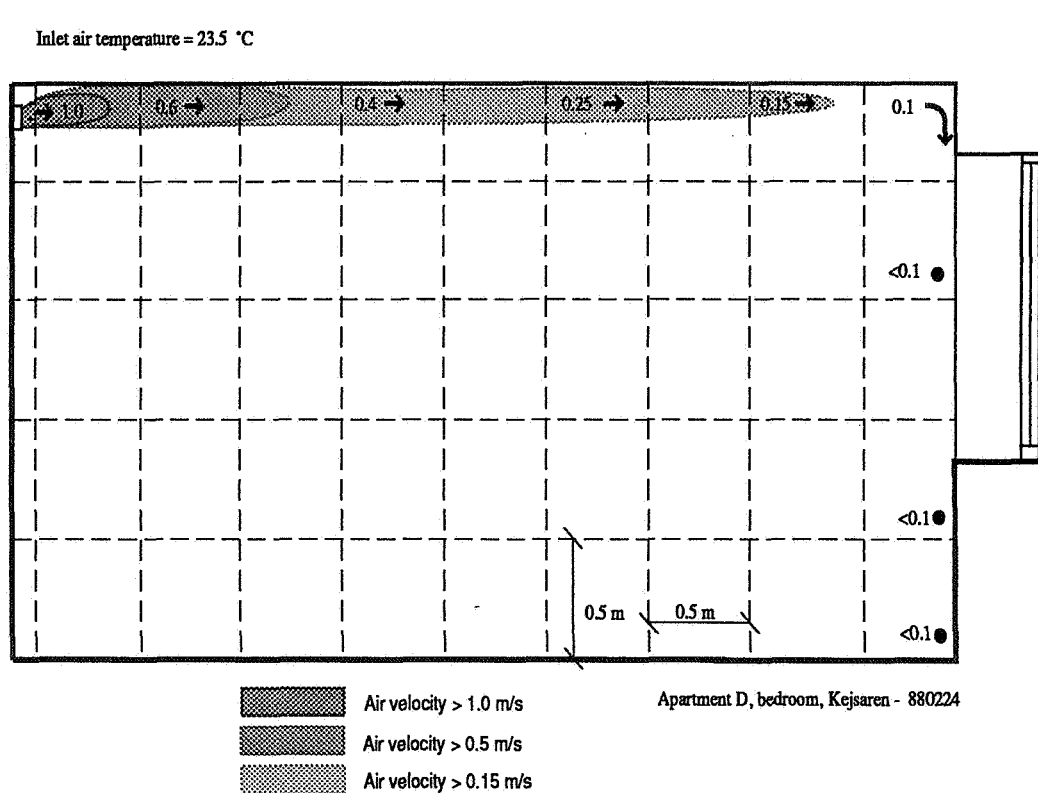 Inlet air temperature = 23.5 °C
1.0 0.6 0.4 0.25 0.15 0.1
<0.1
<0.1
0.5 m 0.5 m
<0.1
Air velocity > 1.0 m/s
Apartment D, bedroom, Kejsaren - 880224
Air velocity > 0.5 m/s
Air velocity > 0.15 m/s